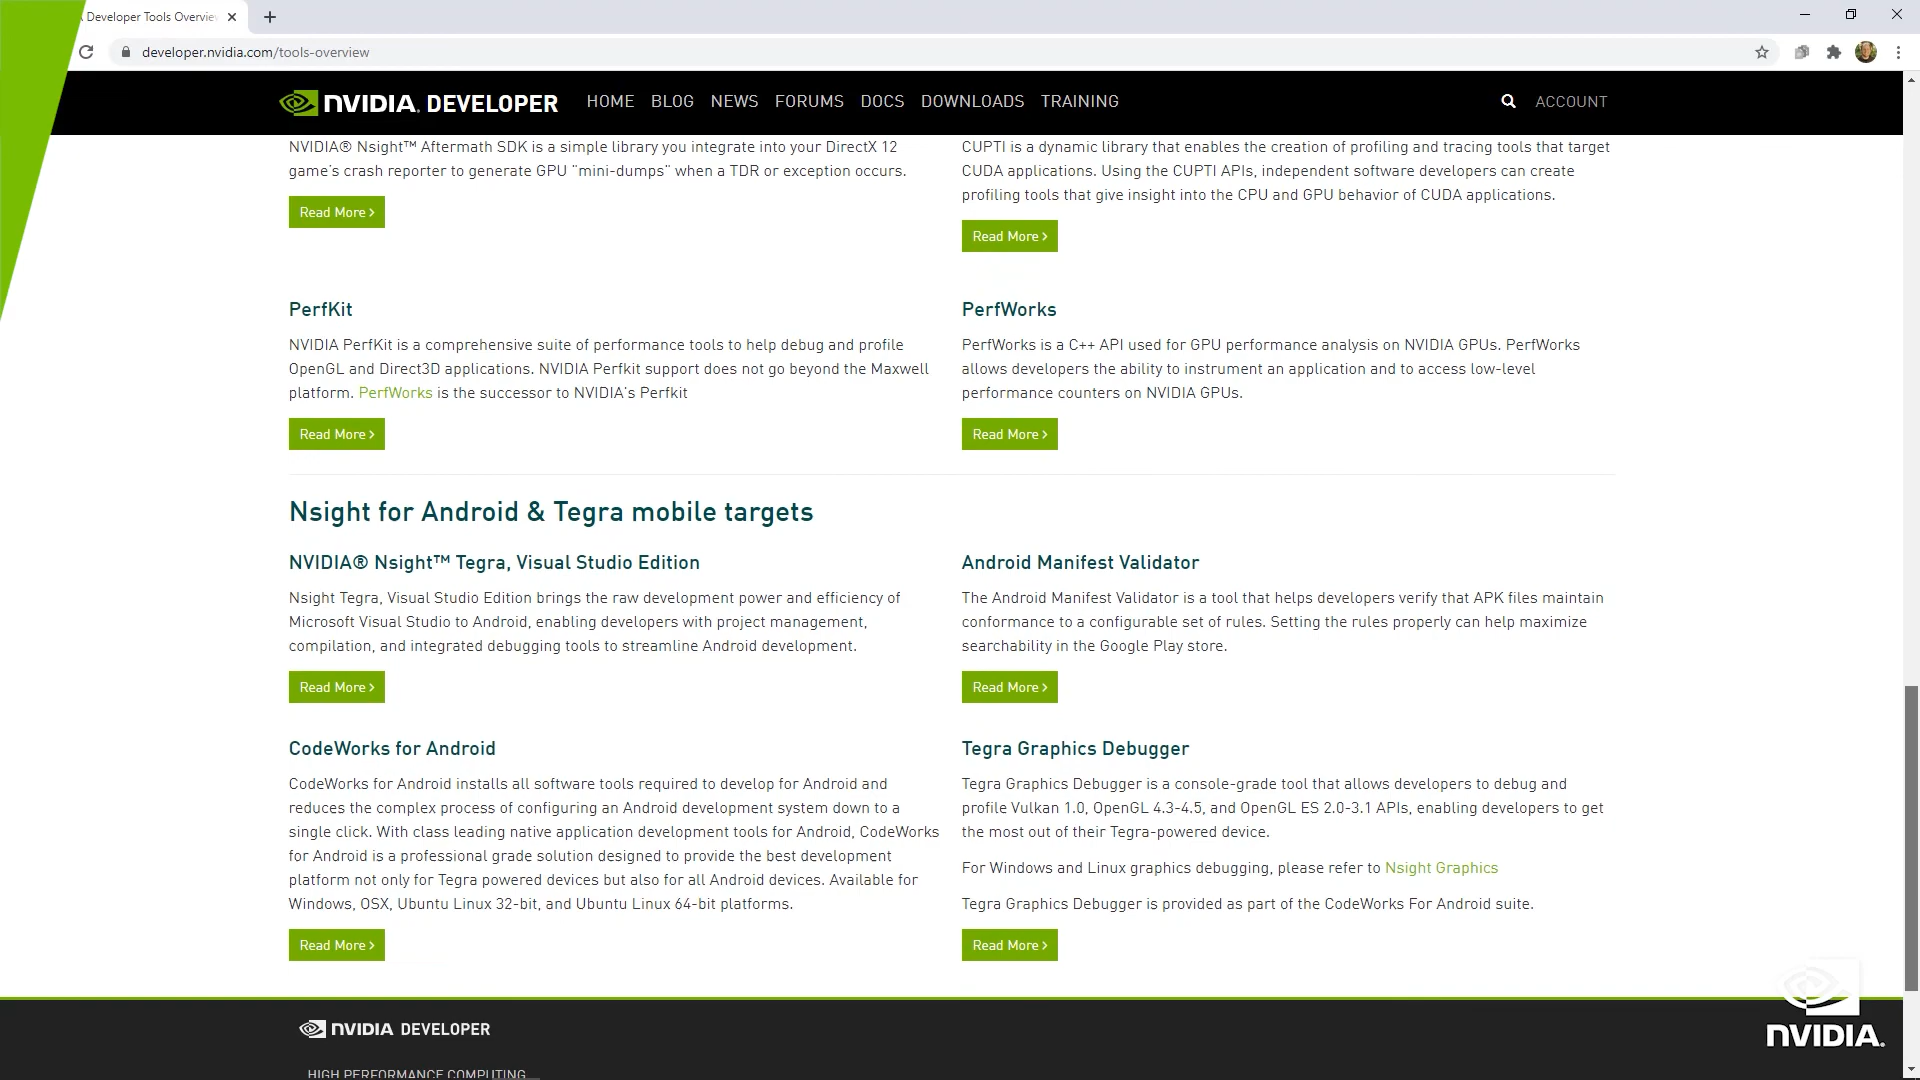 Developer Tools Overvie
developer.nvidia.com/tools-overview
NVIDIA. DEVELOPER HOME BLOG NEWS FORUMS DOCS DOWNLOADS TRAINING ACCOUNT
NVIDIA® Nsight™ Aftermath SDK is a simple library you integrate into your DirectX 12
game's crash reporter to generate GPU "mini-dumps" when a TDR or exception occurs.
Read More >
CUPTI is a dynamic library that enables the creation of profiling and tracing tools that target
CUDA applications. Using the CUPTI APIs, independent software developers can create
profiling tools that give insight into the CPU and GPU behavior of CUDA applications.
Read More >
PerfKit
NVIDIA PerfKit is a comprehensive suite of performance tools to help debug and profile
OpenGL and Direct3D applications. NVIDIA Perfkit support does not go beyond the Maxwell
platform. PerfWorks is the successor to NVIDIA's Perfkit
Read More >
PerfWorks
PerfWorks is a C++ API used for GPU performance analysis on NVIDIA GPUs. PerfWorks
allows developers the ability to instrument an application and to access low-level
performance counters on NVIDIA GPUs.
Read More >
Nsight for Android & Tegra mobile targets
NVIDIA® Nsight™ Tegra, Visual Studio Edition
Nsight Tegra, Visual Studio Edition brings the raw development power and efficiency of
Microsoft Visual Studio to Android, enabling developers with project management,
compilation, and integrated debugging tools to streamline Android development.
Read More >
Android Manifest Validator
The Android Manifest Validator is a tool that helps developers verify that APK files maintain
conformance to a configurable set of rules. Setting the rules properly can help maximize
searchability in the Google Play store.
Read More >
CodeWorks for Android
CodeWorks for Android installs all software tools required to develop for Android and
reduces the complex process of configuring an Android development system down to a
single click. With class leading native application development tools for Android, CodeWorks
for Android is a professional grade solution designed to provide the best development
platform not only for Tegra powered devices but also for all Android devices. Available for
Windows, OSX, Ubuntu Linux 32-bit, and Ubuntu Linux 64-bit platforms.
Read More >
Tegra Graphics Debugger
Tegra Graphics Debugger is a console-grade tool that allows developers to debug and
profile Vulkan 1.0, OpenGL 4.3-4.5, and OpenGL ES 2.0-3.1 APIs, enabling developers to get
the most out of their Tegra-powered device.
For Windows and Linux graphics debugging, please refer to Nsight Graphics
Tegra Graphics Debugger is provided as part of the CodeWorks For Android suite.
Read More >
NVIDIA DEVELOPER
HIGH PERFORMANCE COMPUTING
NVIDIA.